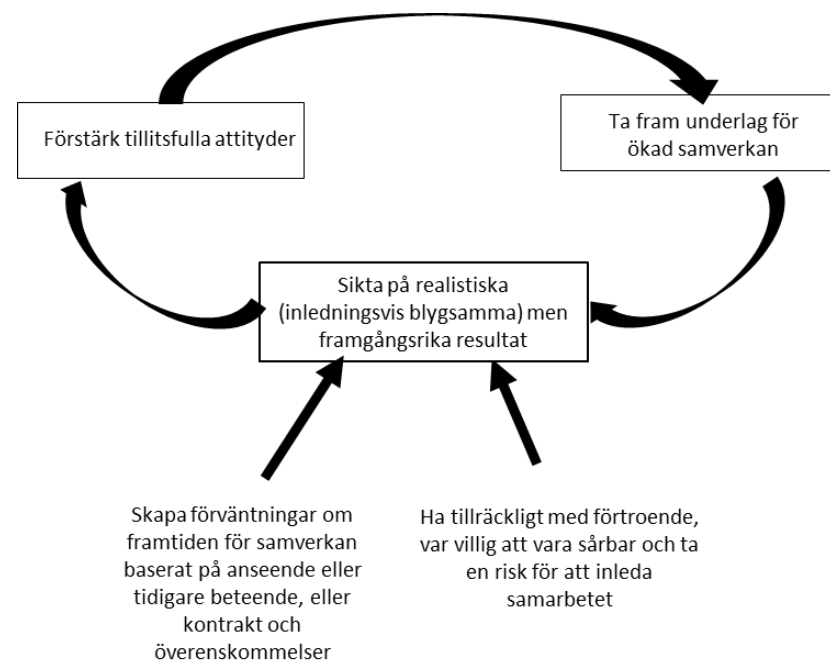 Förstärk tillitsfulla attityder
Ta fram underlag för
ökad samverkan
Sikta på realistiska
(inledningsvis blygsamma) men
framgångsrika resultat
Skapa förväntningar om
framtiden för samverkan
baserat på anseende eller
tidigare beteende, eller
kontrakt och
överenskommelser
Ha tillräckligt med förtroende,
var villig att vara sårbar och ta
en risk för att inleda
samarbetet